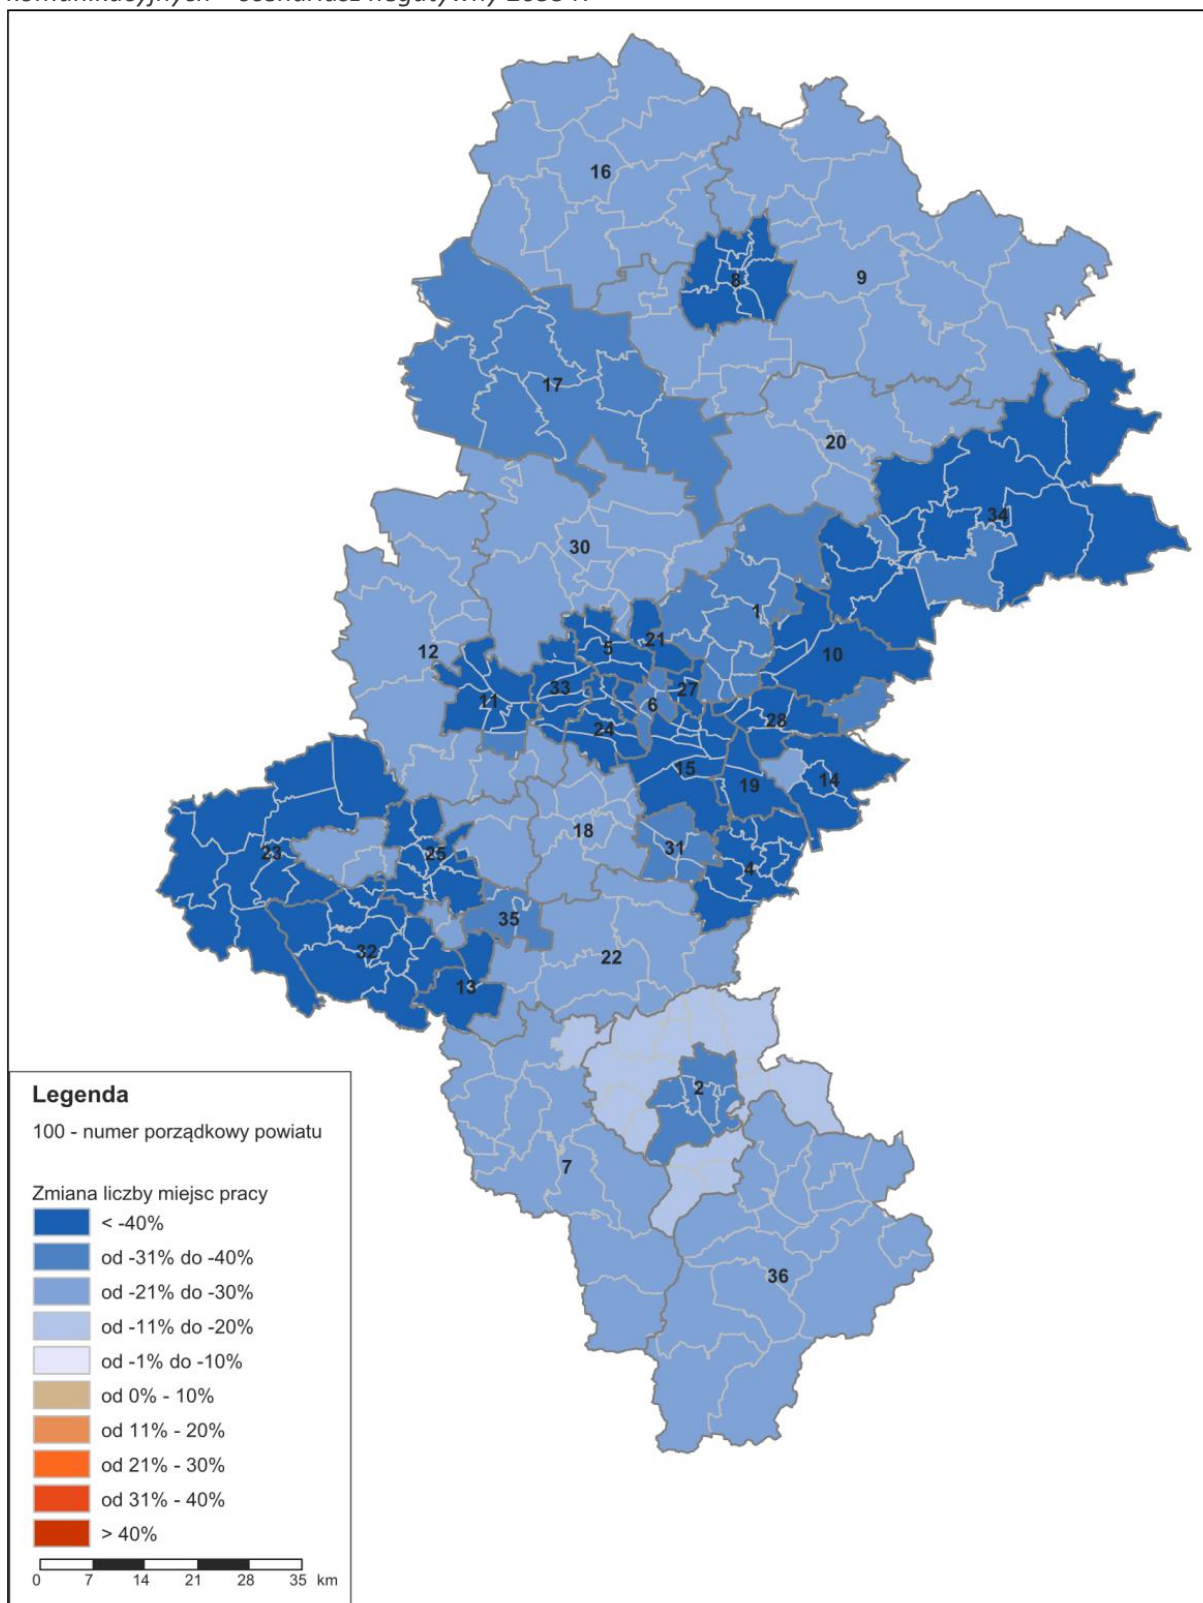 komunikacyjnych - scenariusz negatywny 2035 r.
16
8
9
17
20
34
30
1
12
5
21
10
11
33
27
6
28
24
15
19
14
18
23
25
31
4
35
32
22
13
2
7
36
Legenda
100 - numer porządkowy powiatu
Zmiana liczby miejsc pracy
< -40%
od -31% do -40%
od -21% do -30%
od -11% do -20%
od -1% do -10%
od 0% - 10%
od 11% - 20%
od 21% - 30%
od 31% - 40%
> 40%
0 7 14 21 28 35 km